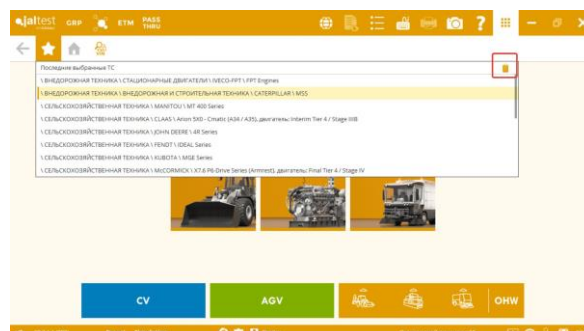 jaltest GRP ETM PASS THRU
Последние выбранные ТС
\ ВНЕДОРОЖНАЯ ТЕХНИКА \ СТАЦИОНАРНЫЕ ДВИГАТЕЛИ \ IVECO-FPT \ FPT Engines
\ ВНЕДОРОЖНАЯ ТЕХНИКА \ ВНЕДОРОЖНАЯ И СТРОИТЕЛЬНАЯ ТЕХНИКА \ CATERPILLAR \ MSS
\ СЕЛЬСКОХОЗЯЙСТВЕННАЯ ТЕХНИКА \ MANITOU \ MT 400 Series
\ СЕЛЬСКОХОЗЯЙСТВЕННАЯ ТЕХНИКА \ CLAAS \ Arion 5X0 - Cmatic (A34 / A35), двигатель: Interim Tier 4 / Stage IIIB
\ СЕЛЬСКОХОЗЯЙСТВЕННАЯ ТЕХНИКА \ JOHN DEERE \ 4R Series
\ СЕЛЬСКОХОЗЯЙСТВЕННАЯ ТЕХНИКА \ FENDT \ IDEAL Series
\ СЕЛЬСКОХОЗЯЙСТВЕННАЯ ТЕХНИКА \ KUBOTA \ MGE Series
\ СЕЛЬСКОХОЗЯЙСТВЕННАЯ ТЕХНИКА \ McCORMICK \ X7.6 P6-Drive Series (Armrest), двигатель: Final Tier 4 / Stage IV
CV AGV OHW